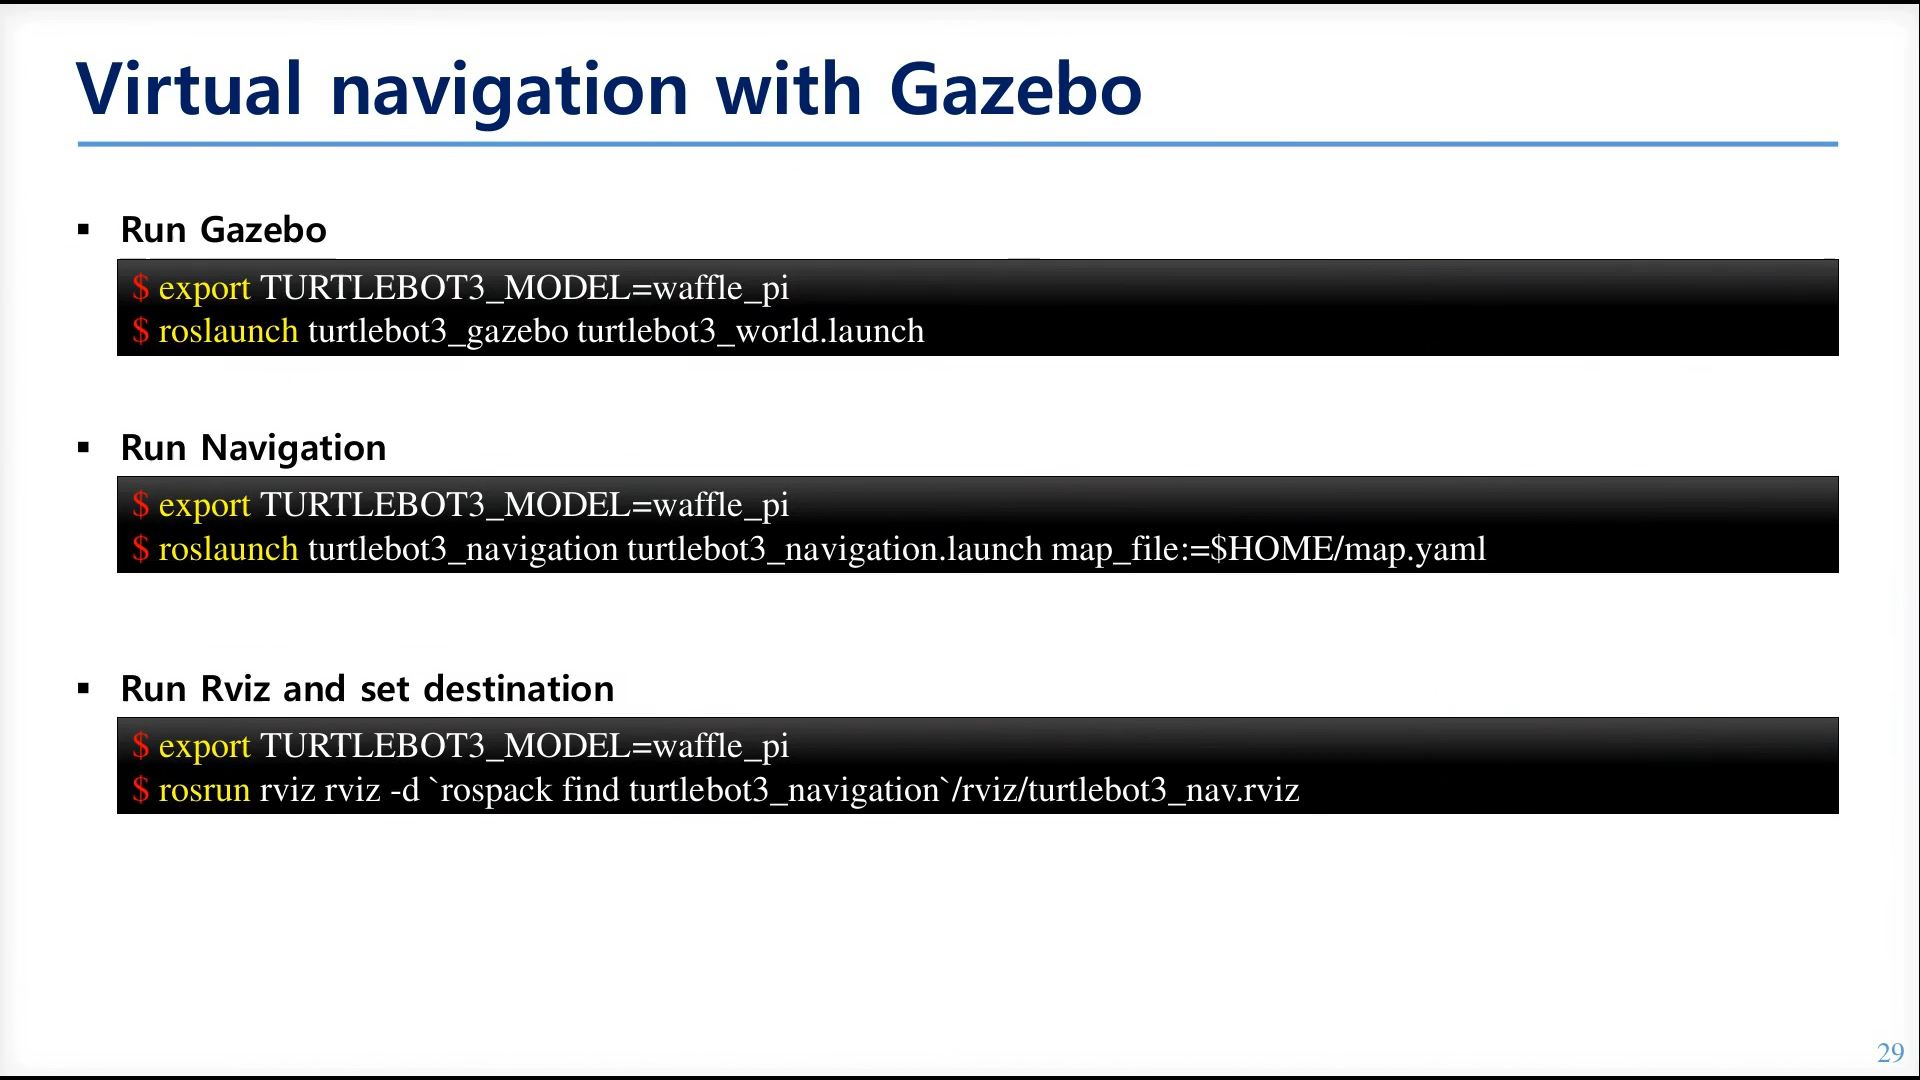 Virtual navigation with Gazebo
▪ Run Gazebo
$ export TURTLEBOT3_MODEL=waffle_pi
$ roslaunch turtlebot3_gazebo turtlebot3_world.launch
▪ Run Navigation
$ export TURTLEBOT3_MODEL=waffle_pi
$ roslaunch turtlebot3_navigation turtlebot3_navigation.launch map_file:=$HOME/map.yaml
▪ Run Rviz and set destination
$ export TURTLEBOT3_MODEL=waffle_pi
$ rosrun rviz rviz -d `rospack find turtlebot3_navigation`/rviz/turtlebot3_nav.rviz
29